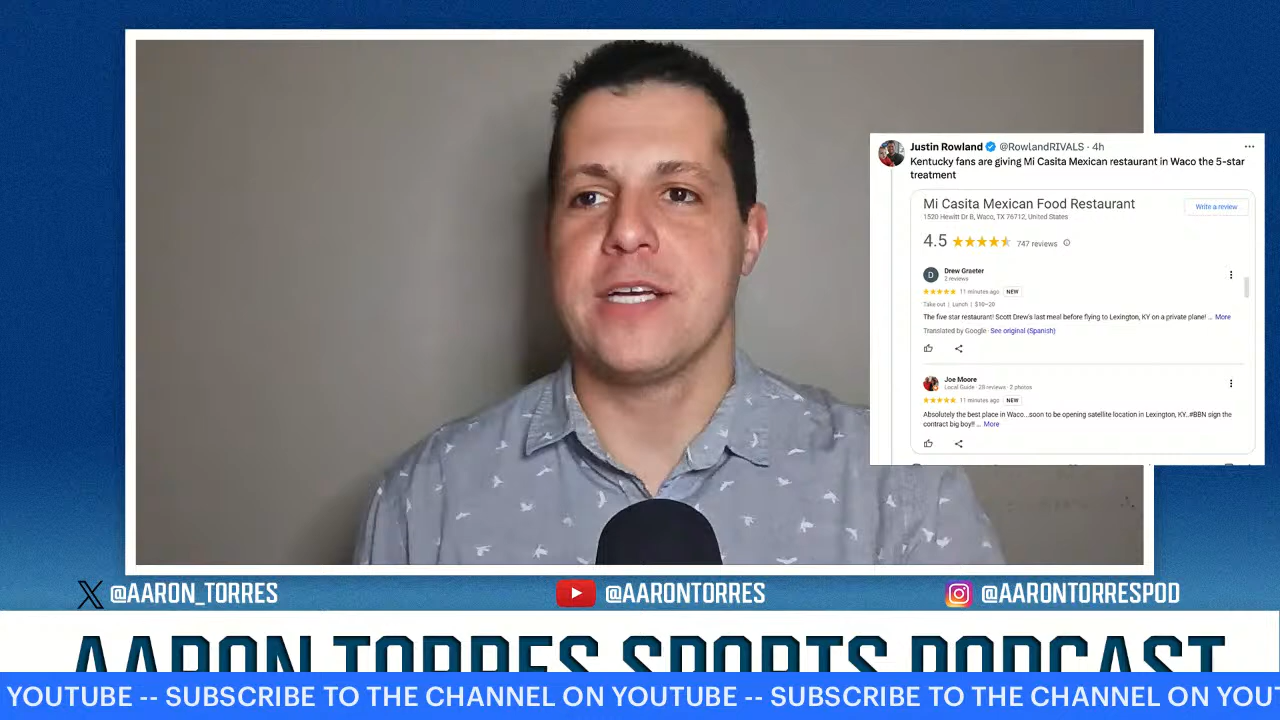 Justin Rowland @RowlandRIVALS · 4h
Kentucky fans are giving Mi Casita Mexican restaurant in Waco the 5-star
treatment
Mi Casita Mexican Food Restaurant
Write a review
1520 Hewitt Dr B, Waco, TX 76712, United States
4.5 747 reviews
D
Drew Graeter
2 reviews
11 minutes ago NEW
Take out | Lunch | $10–20
The five star restaurant! Scott Drew's last meal before flying to Lexington, KY on a private plane! ... More
Translated by Google · See original (Spanish)
Joe Moore
Local Guide · 28 reviews · 2 photos
11 minutes ago NEW
Absolutely the best place in Waco...soon to be opening satellite location in Lexington, KY..#BBN sign the
contract big boy!! ... More
@AARON_TORRES
@AARONTORRES
@AARONTORRESPOD
AARON TORRES SPORTS PODCAST
YOUTUBE -- SUBSCRIBE TO THE CHANNEL ON YOUTUBE -- SUBSCRIBE TO THE CHANNEL ON YOUT